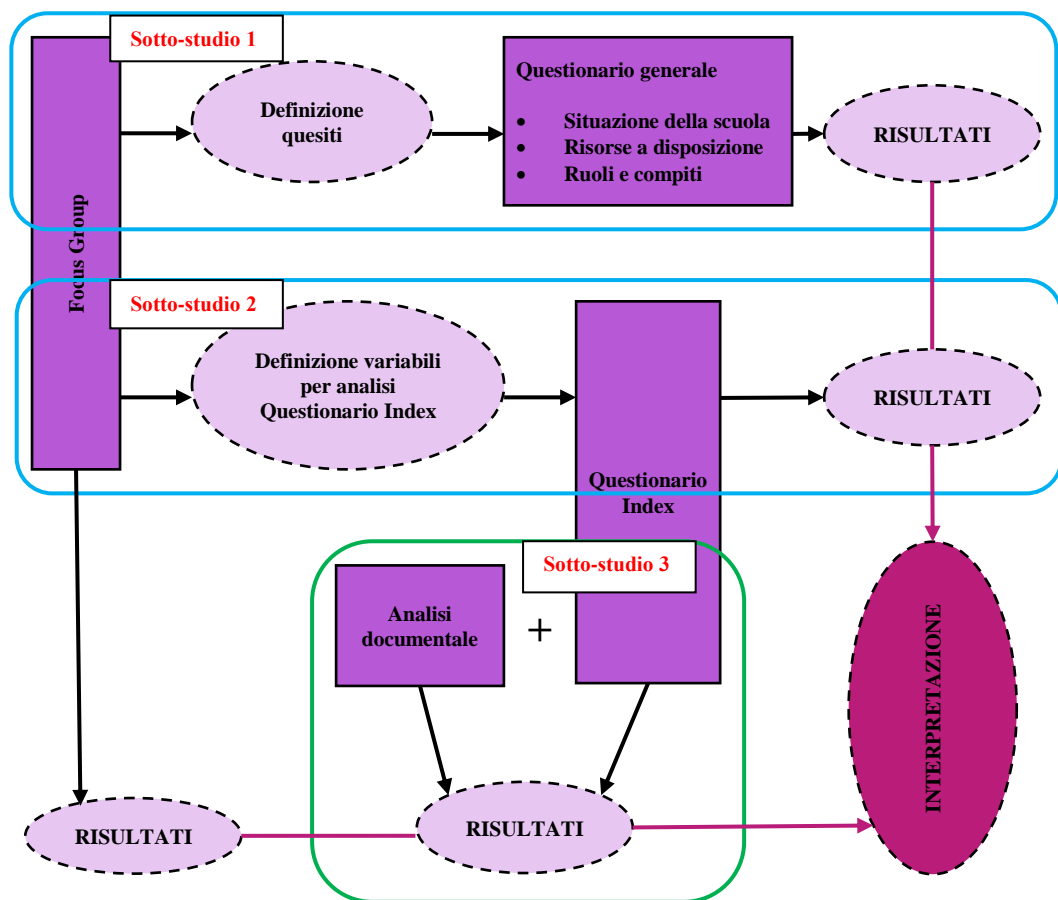 Sotto-studio 1
Focus Group
Definizione
quesiti
Questionario generale
• Situazione della scuola
• Risorse a disposizione
• Ruoli e compiti
RISULTATI
Sotto-studio 2
Definizione variabili
per analisi
Questionario Index
Questionario
Index
RISULTATI
Sotto-studio 3
Analisi
documentale
+
INTERPRETAZIONE
RISULTATI
RISULTATI